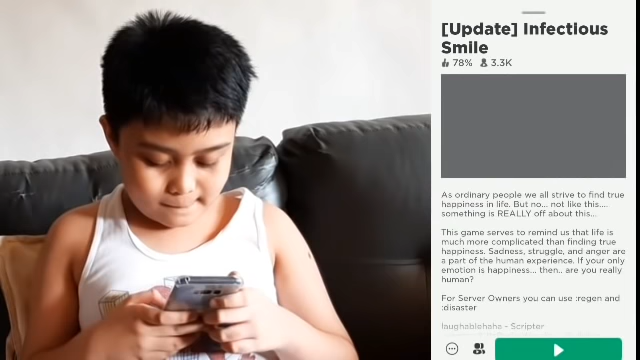 [Update] Infectious
Smile
78% 3.3K
As ordinary people we all strive to find true
happiness in life. But no... not like this....
something is REALLY off about this...
This game serves to remind us that life is
much more complicated than finding true
happiness. Sadness, struggle, and anger are
a part of the human experience. If your only
emotion is happiness... then.. are you really
human?
For Server Owners you can use :regen and
:disaster
laughablehaha - Scripter